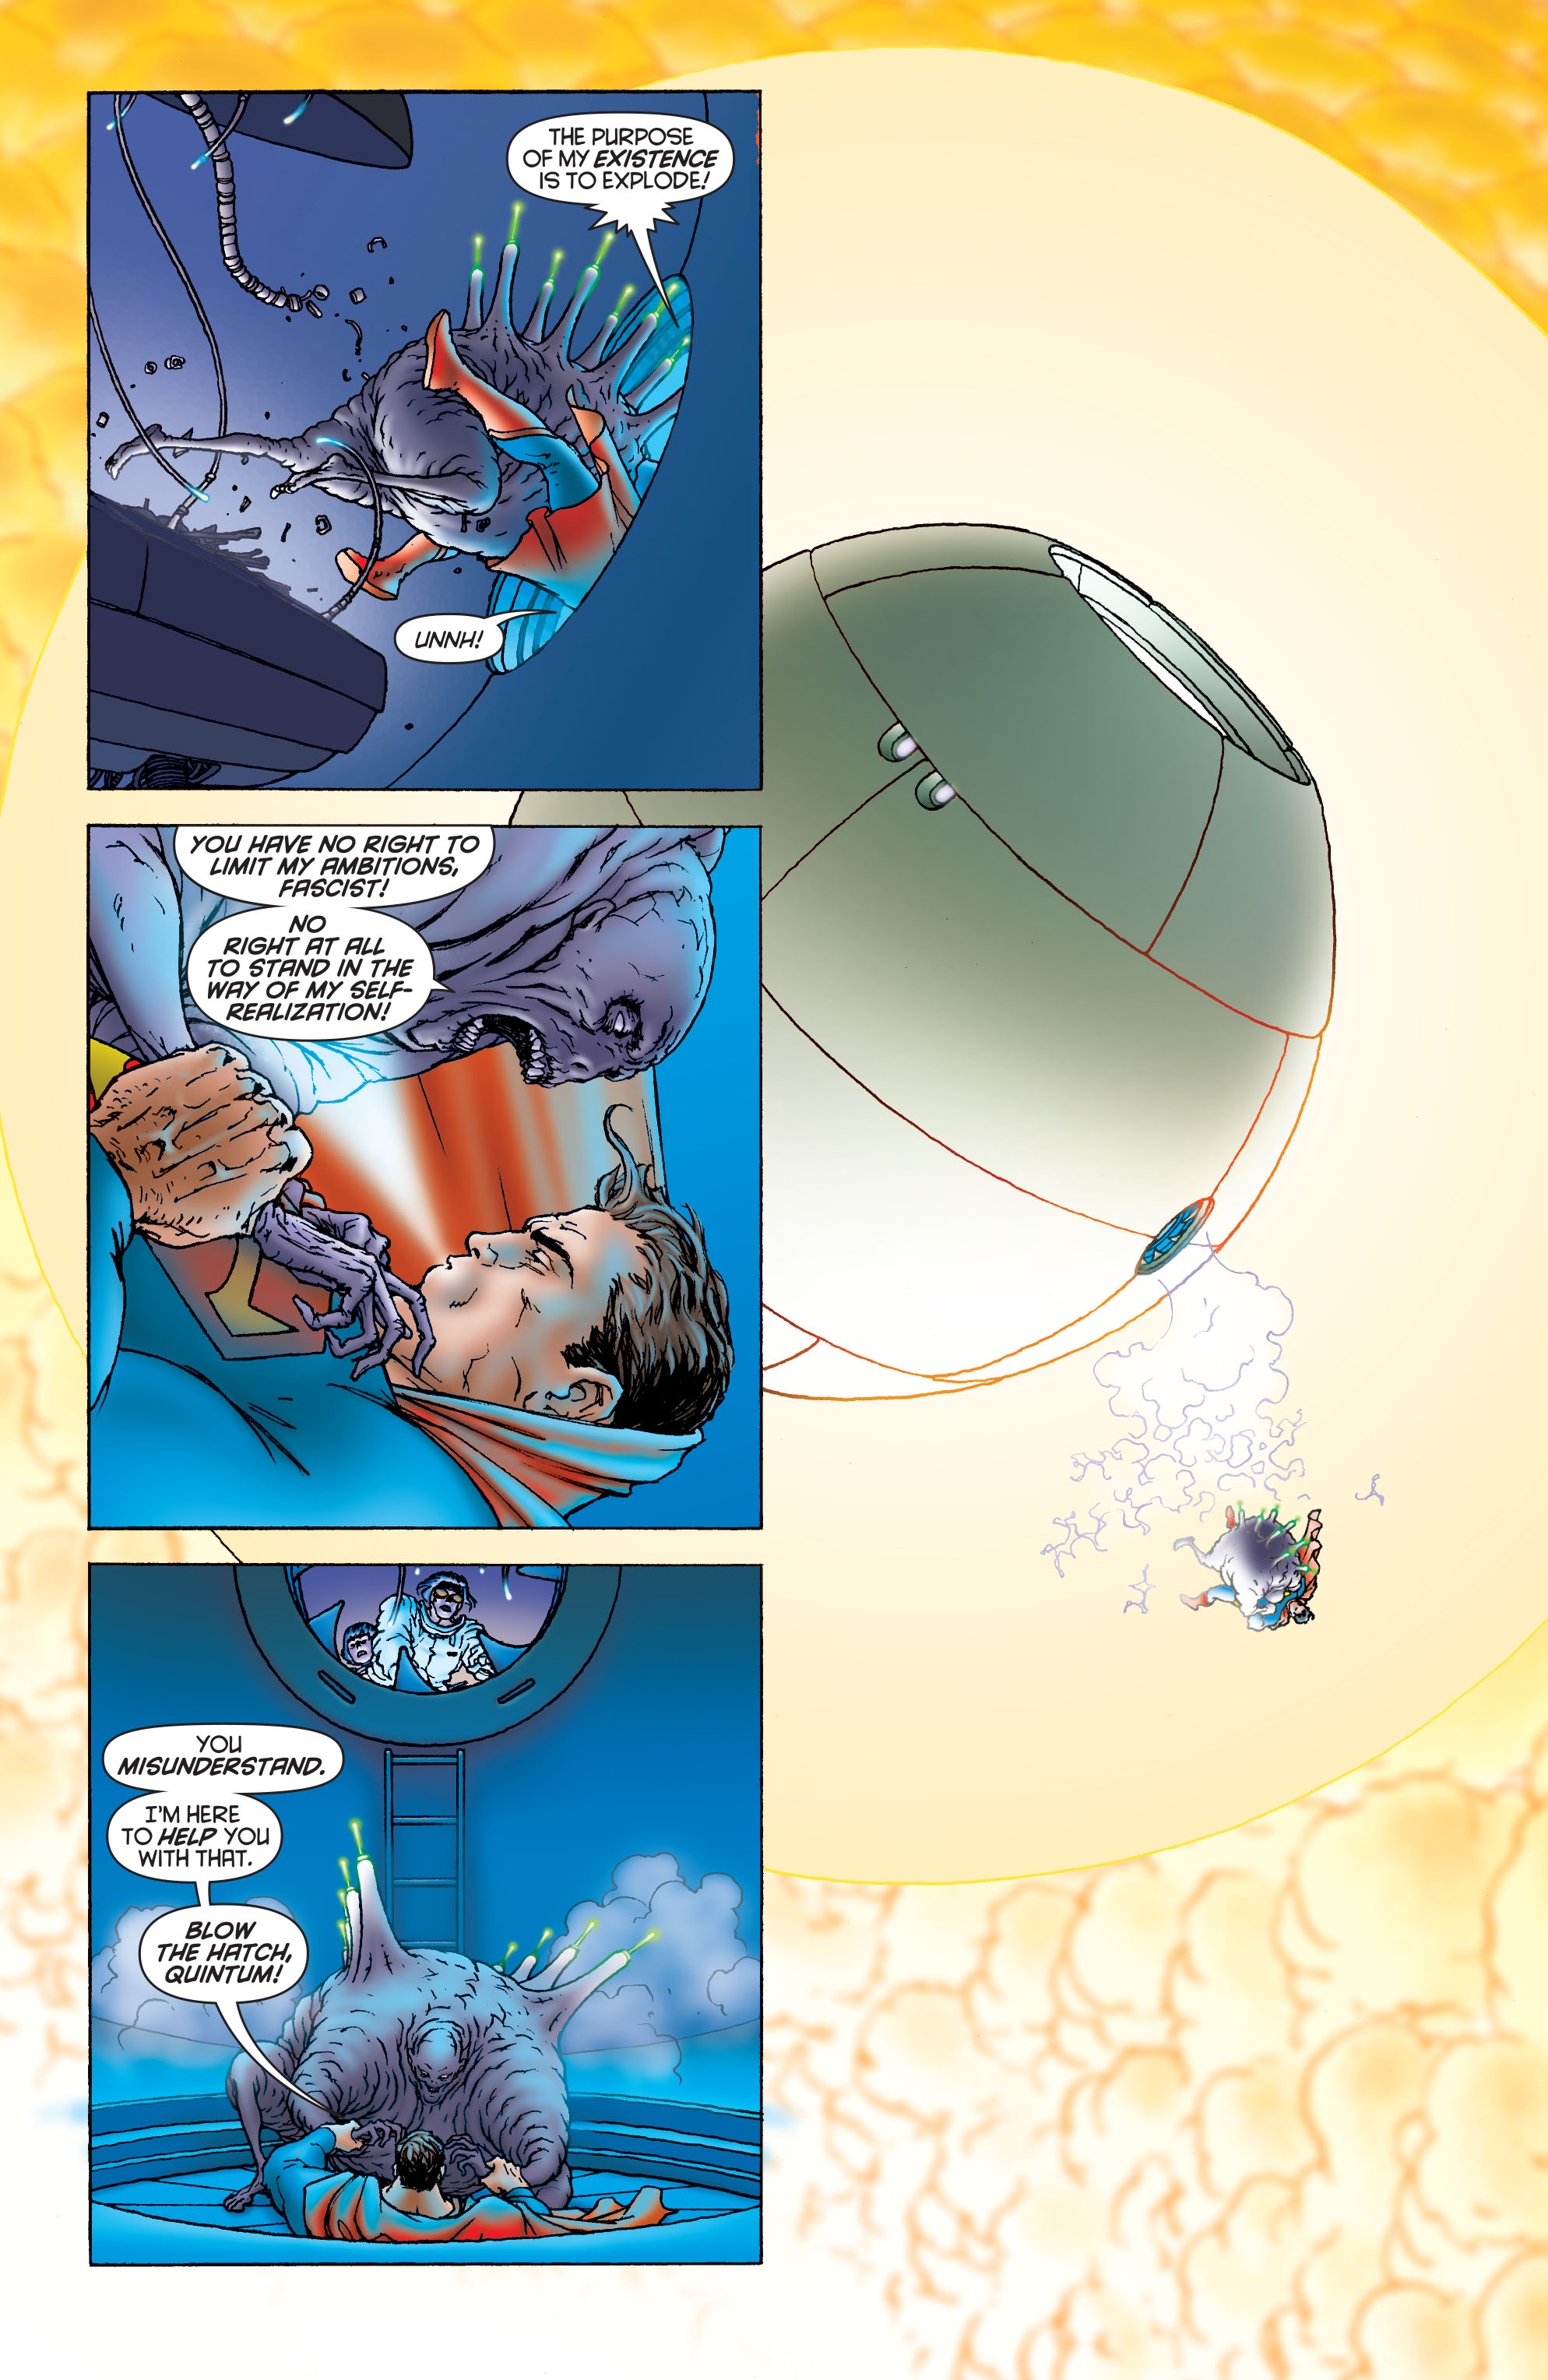 THE PURPOSE
OF MY EXISTENCE
IS TO EXPLODE!
UNNH!
YOU HAVE NO RIGHT TO
LIMIT MY AMBITIONS,
FASCIST!
NO
RIGHT AT ALL
TO STAND IN THE
WAY OF MY SELF-
REALIZATION!
YOU
MISUNDERSTAND.
I'M HERE
TO HELP YOU
WITH THAT.
BLOW
THE HATCH,
QUINTUM!